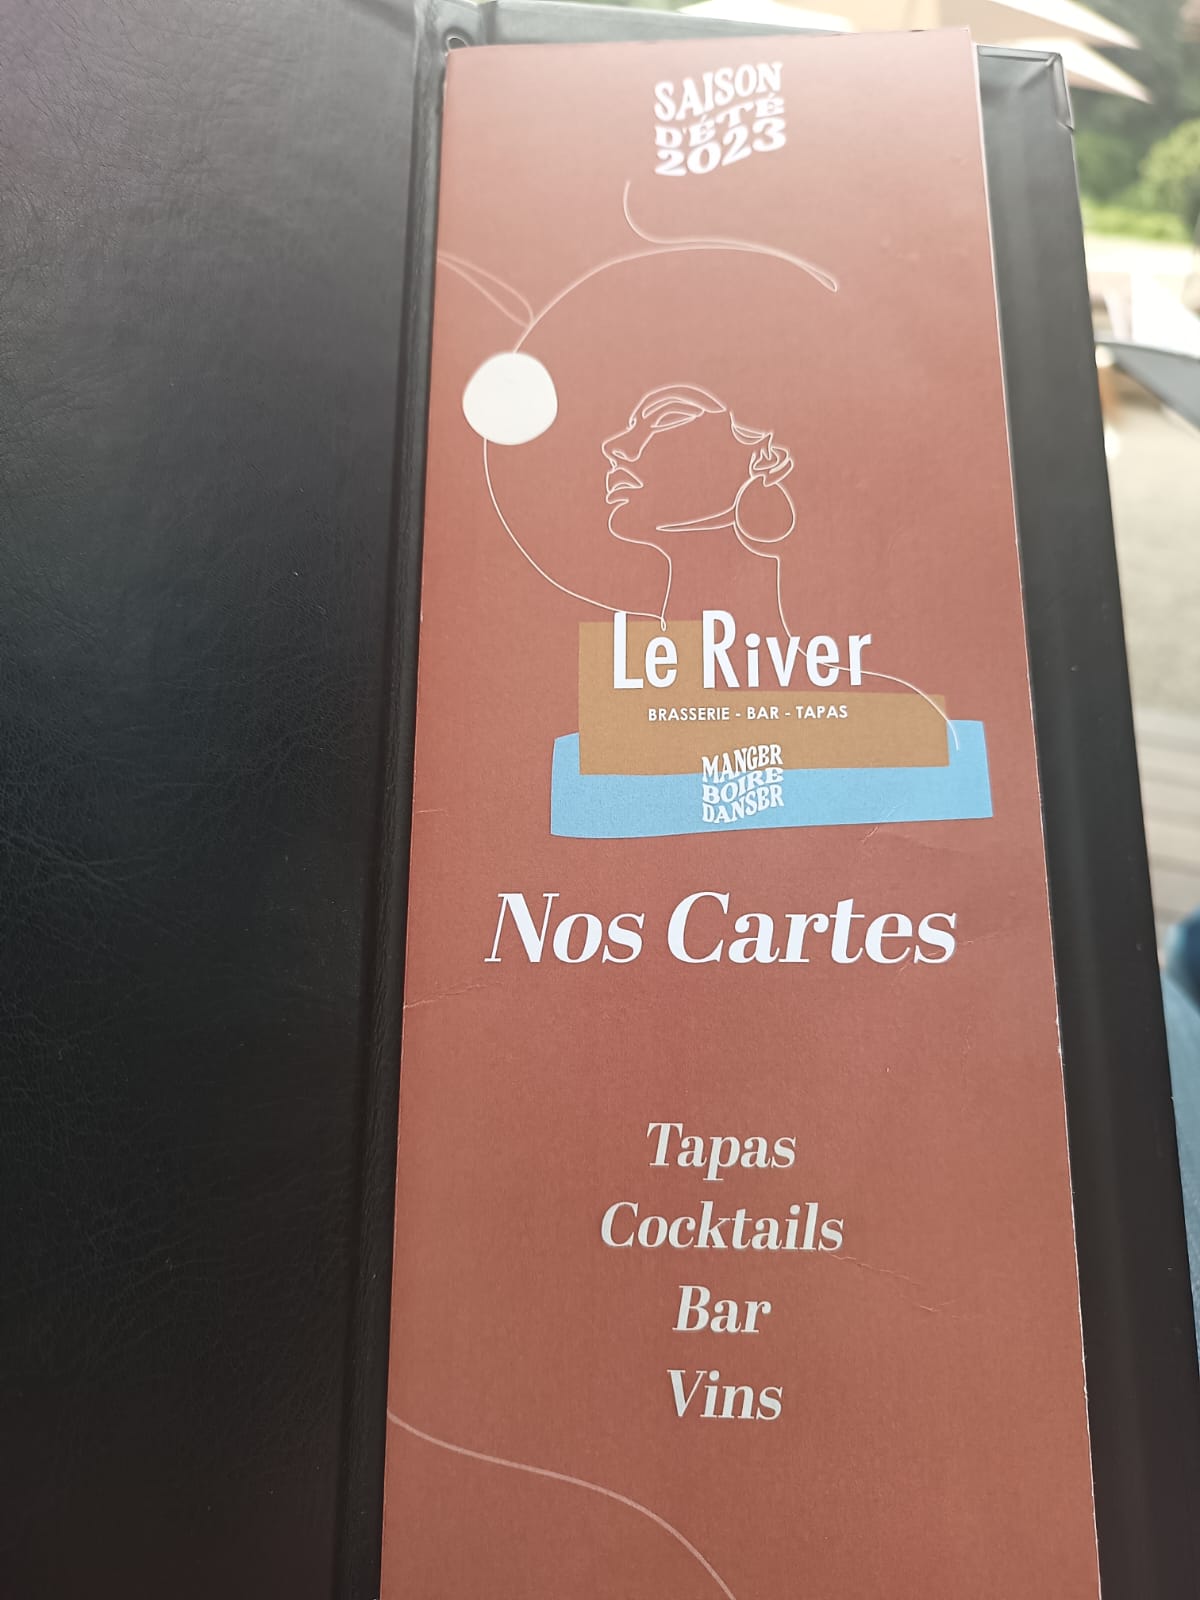 SAISON
D'ÉTÉ
2023
Le River
BRASSERIE - BAR - TAPAS
MANGER
BOIRE
DANSER
Nos Cartes
Tapas
Cocktails
Bar
Vins